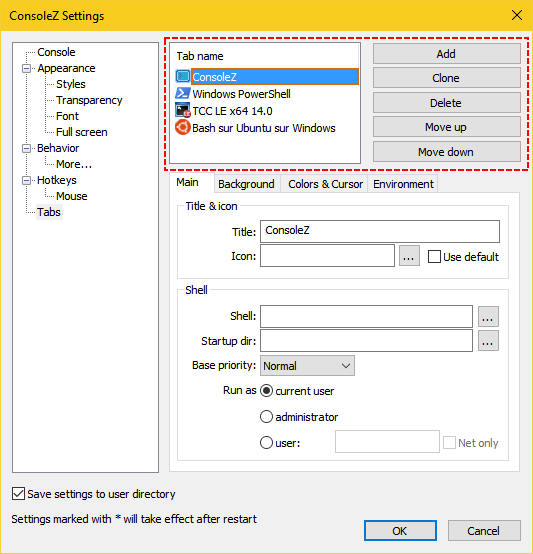 ConsoleZ Settings
Console
Appearance
Styles
Transparency
Font
Full screen
Behavior
More...
Hotkeys
Mouse
Tabs
Tab name
ConsoleZ
Windows PowerShell
TCC LE x64 14.0
Bash sur Ubuntu sur Windows
Add
Clone
Delete
Move up
Move down
Main Background Colors & Cursor Environment
Title & icon
Title: ConsoleZ
Icon: ... Use default
Shell
Shell: ...
Startup dir: ...
Base priority: Normal
Run as current user
administrator
user: Net only
Save settings to user directory
Settings marked with * will take effect after restart
OK Cancel